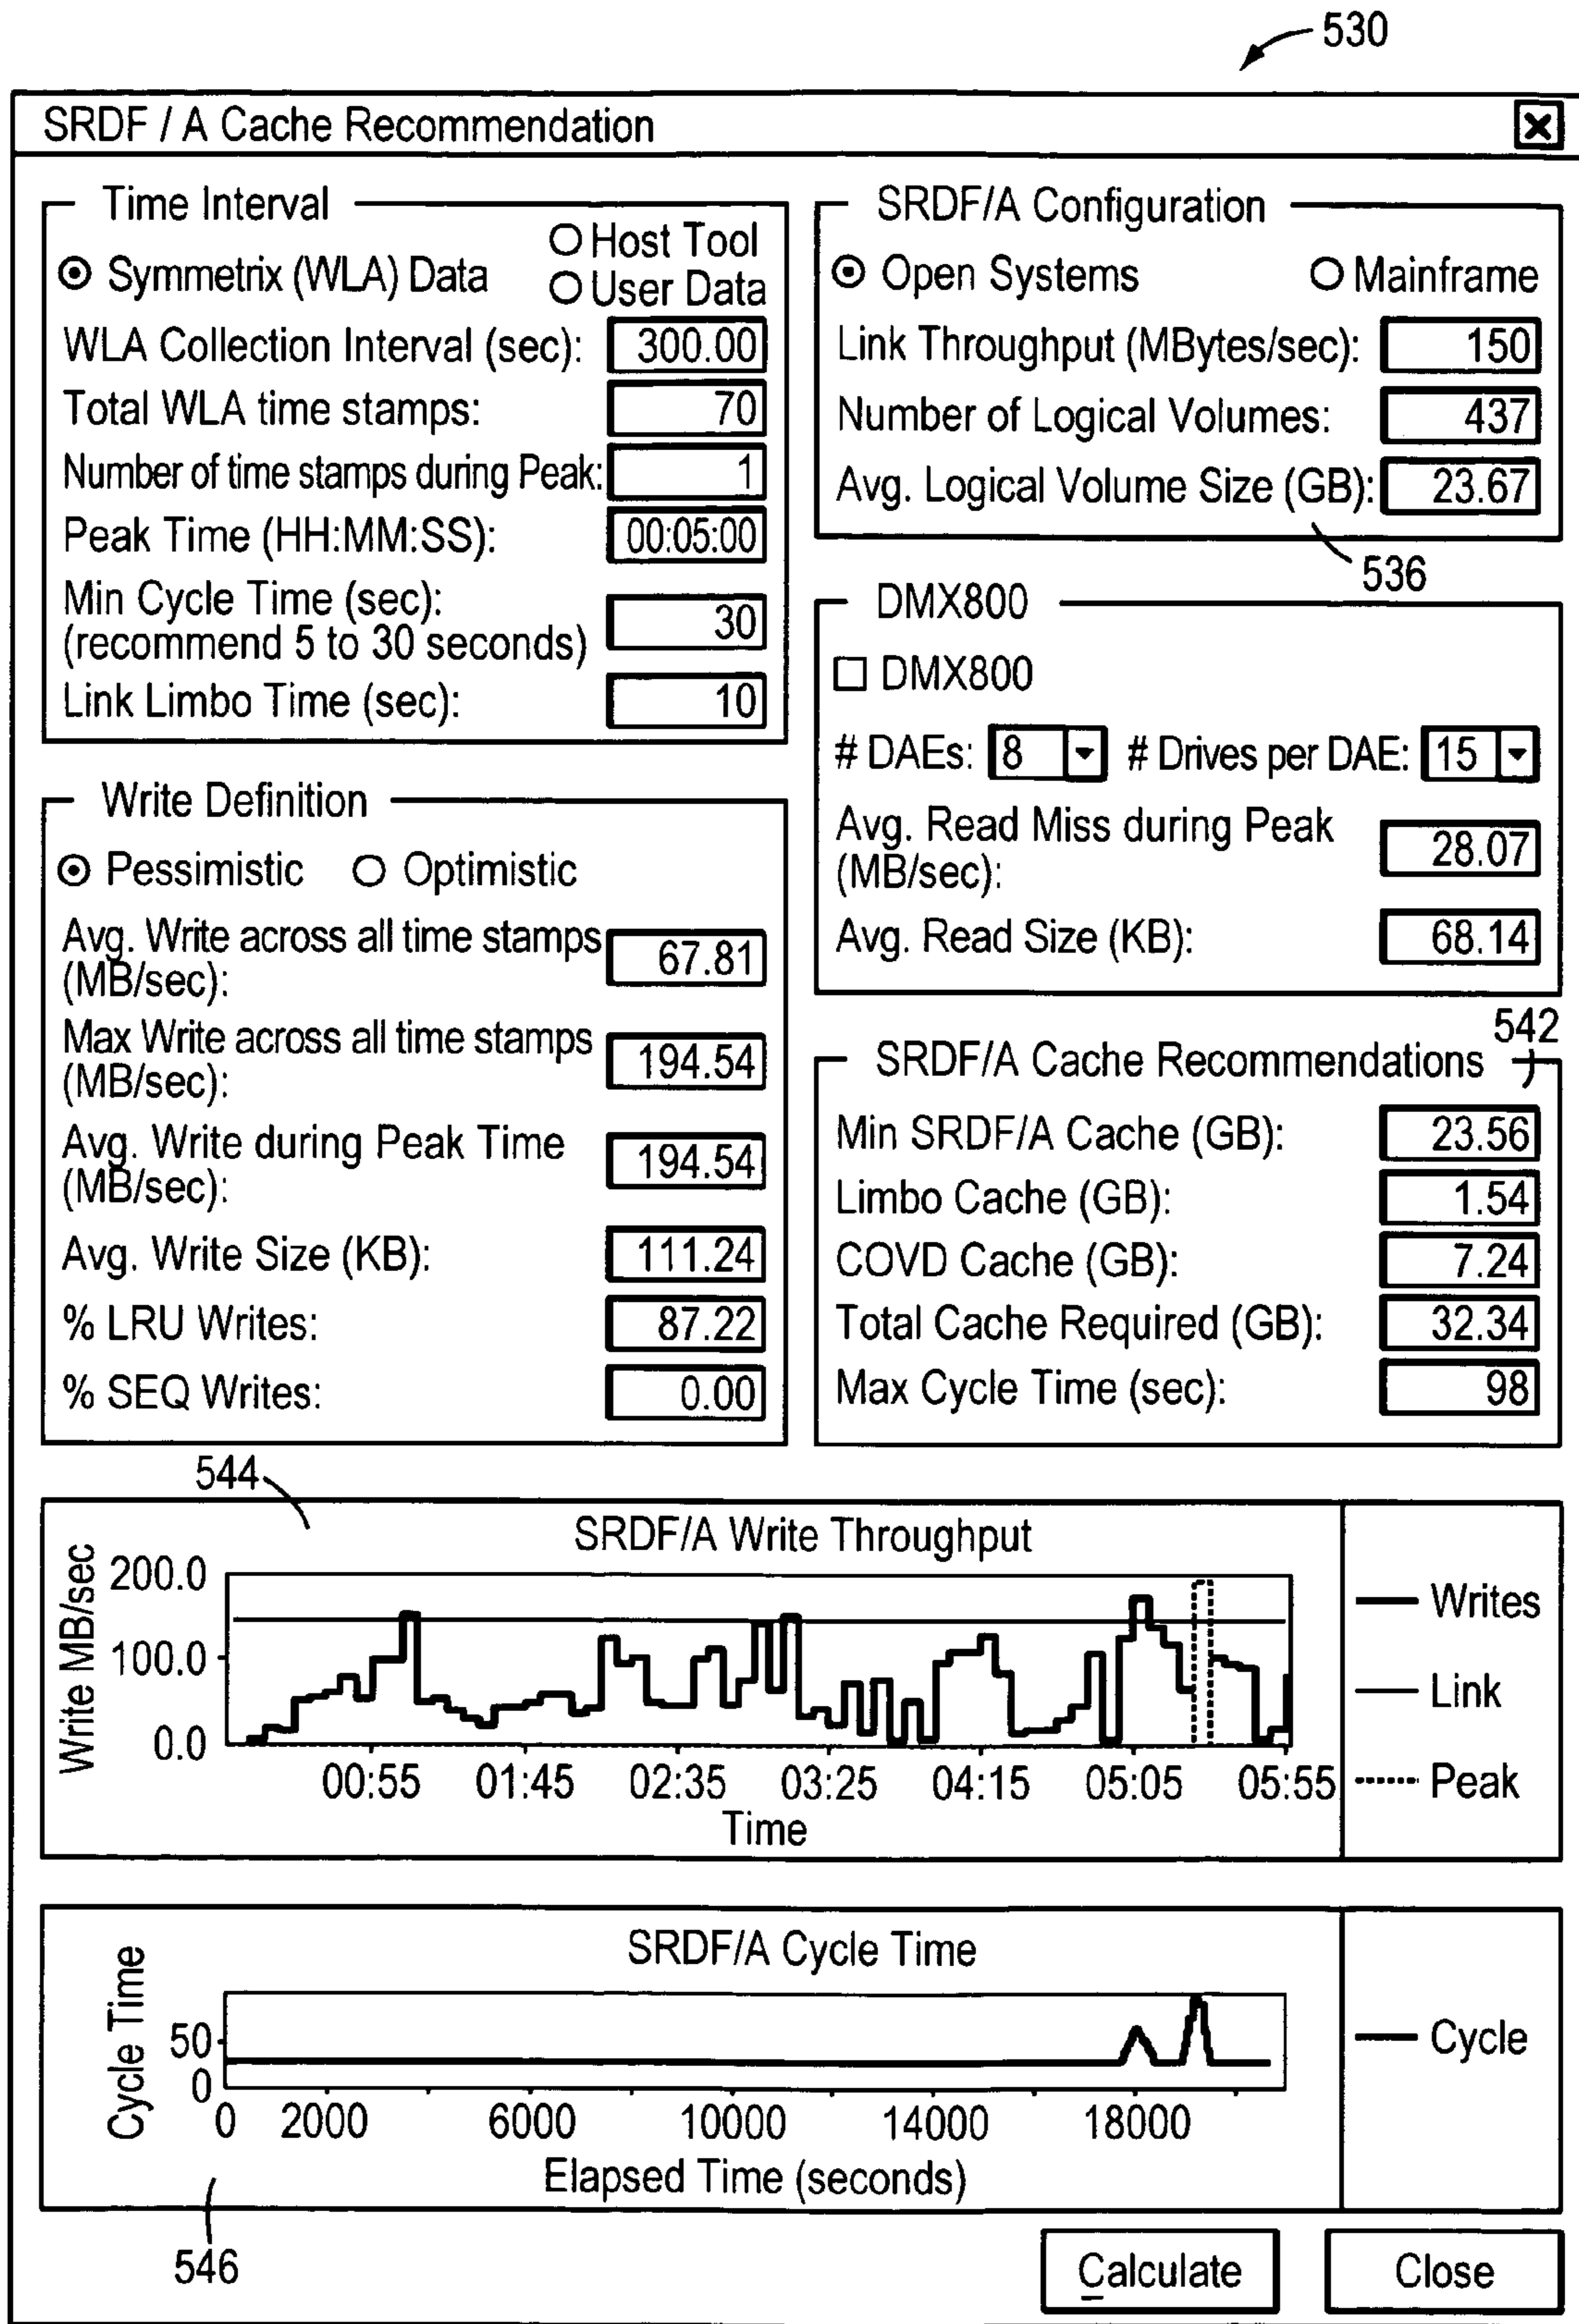 530
SRDF / A Cache Recommendation
Time Interval
Host Tool
Symmetrix (WLA) Data
User Data
WLA Collection Interval (sec): 300.00
Total WLA time stamps: 70
Number of time stamps during Peak: 1
Peak Time (HH:MM:SS): 00:05:00
Min Cycle Time (sec):
(recommend 5 to 30 seconds) 30
Link Limbo Time (sec): 10
SRDF/A Configuration
Open Systems Mainframe
Link Throughput (MBytes/sec): 150
Number of Logical Volumes: 437
Avg. Logical Volume Size (GB): 23.67
536
DMX800
DMX800
# DAEs: 8 # Drives per DAE: 15
Avg. Read Miss during Peak
(MB/sec): 28.07
Avg. Read Size (KB): 68.14
Write Definition
Pessimistic Optimistic
Avg. Write across all time stamps
(MB/sec): 67.81
Max Write across all time stamps
(MB/sec): 194.54
Avg. Write during Peak Time
(MB/sec): 194.54
Avg. Write Size (KB): 111.24
% LRU Writes: 87.22
% SEQ Writes: 0.00
542
SRDF/A Cache Recommendations
Min SRDF/A Cache (GB): 23.56
Limbo Cache (GB): 1.54
COVD Cache (GB): 7.24
Total Cache Required (GB): 32.34
Max Cycle Time (sec): 98
544
SRDF/A Write Throughput
Write MB/sec
200.0
100.0
0.0
00:55 01:45 02:35 03:25 04:15 05:05 05:55
Time
Writes
Link
Peak
SRDF/A Cycle Time
Cycle Time
50
0
0 2000 6000 10000 14000 18000
Elapsed Time (seconds)
Cycle
546
Calculate Close